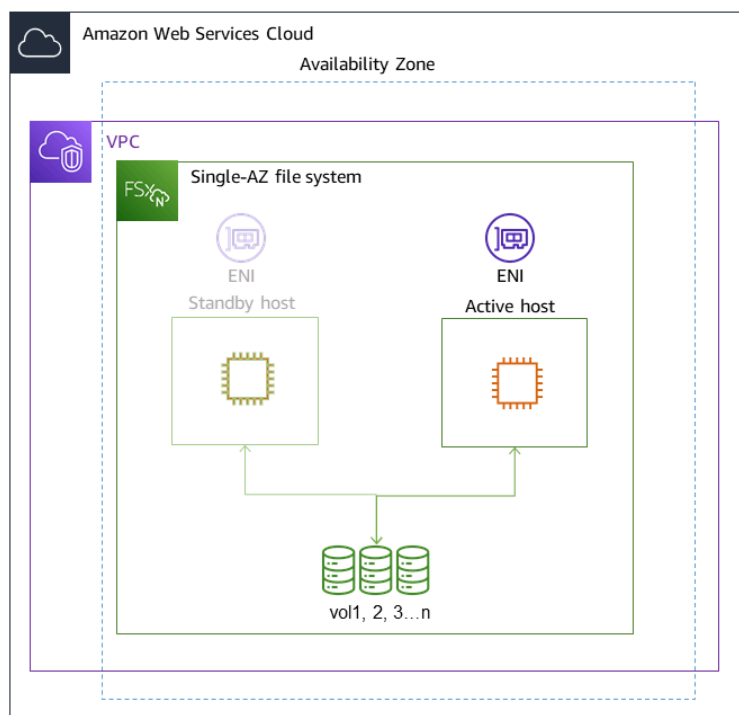 Amazon Web Services Cloud
Availability Zone
VPC
FSx
N
Single-AZ file system
ENI
ENI
Standby host
Active host
vol1, 2, 3...n